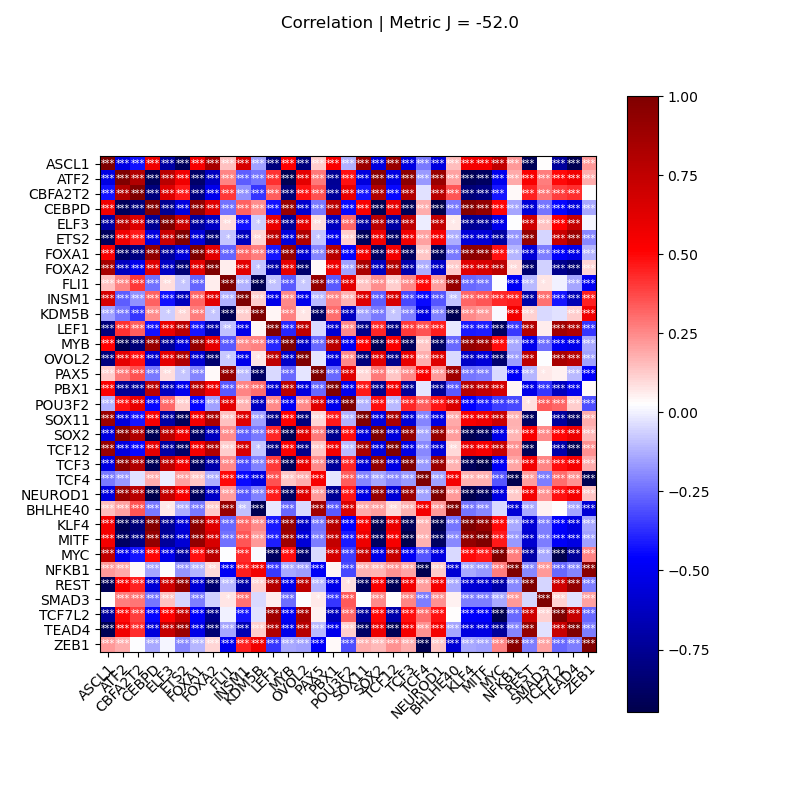 Correlation | Metric J = -52.0
ASCL1
ATF2
CBFA2T2
CEBPD
ELF3
ETS2
FOXA1
FOXA2
FLI1
INSM1
KDM5B
LEF1
MYB
OVOL2
PAX5
PBX1
POU3F2
SOX11
SOX2
TCF12
TCF3
TCF4
NEUROD1
BHLHE40
KLF4
MITF
MYC
NFKB1
REST
SMAD3
TCF7L2
TEAD4
ZEB1
ASCL1
ATF2
CBFA2T2
CEBPD
ELF3
ETS2
FOXA1
FOXA2
FLI1
INSM1
KDM5B
LEF1
MYB
OVOL2
PAX5
PBX1
POU3F2
SOX11
SOX2
TCF12
TCF3
TCF4
NEUROD1
BHLHE40
KLF4
MITF
MYC
NFKB1
REST
SMAD3
TCF7L2
TEAD4
ZEB1
1.00
0.75
0.50
0.25
0.00
−0.25
−0.50
−0.75